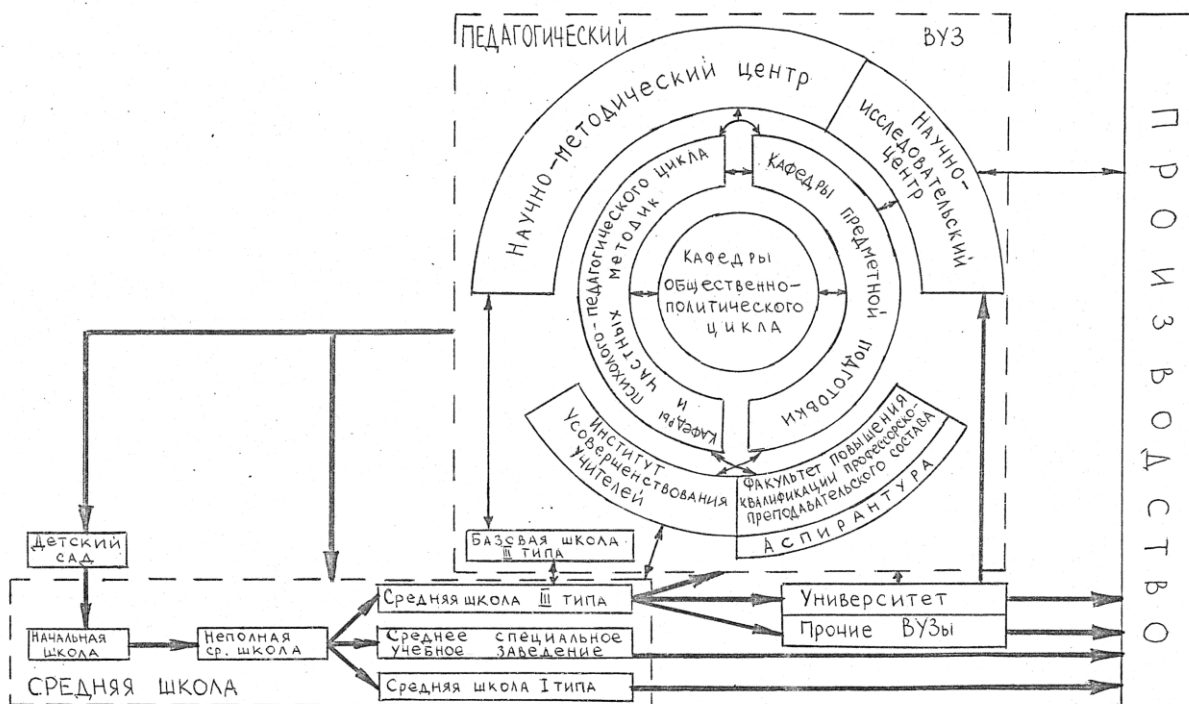 ПЕДАГОГИЧЕСКИЙ ВУЗ
НАУЧНО-МЕТОДИЧЕСКИЙ ЦЕНТР
НАУЧНО-
ИССЛЕДОВАТЕЛЬСКИЙ
ЦЕНТР
КАФЕДРЫ ПСИХОЛОГО-ПЕДАГОГИЧЕСКОГО ЦИКЛА
И ЧАСТНЫХ МЕТОДИК
КАФЕДРЫ ПРЕДМЕТНОЙ ПОДГОТОВКИ
КАФЕДРЫ
ОБЩЕСТВЕННО-
ПОЛИТИЧЕСКОГО
ЦИКЛА
ИНСТИТУТ
УСОВЕРШЕНСТВОВАНИЯ
УЧИТЕЛЕЙ
ФАКУЛЬТЕТ ПОВЫШЕНИЯ
КВАЛИФИКАЦИИ ПРОФЕССОРСКО-
ПРЕПОДАВАТЕЛЬСКОГО СОСТАВА
АСПИРАНТУРА
БАЗОВАЯ ШКОЛА
III ТИПА
ДЕТСКИЙ
САД
НАЧАЛЬНАЯ
ШКОЛА
НЕПОЛНАЯ
СР. ШКОЛА
СРЕДНЯЯ ШКОЛА III ТИПА
СРЕДНЕЕ СПЕЦИАЛЬНОЕ
УЧЕБНОЕ ЗАВЕДЕНИЕ
СРЕДНЯЯ ШКОЛА I ТИПА
СРЕДНЯЯ ШКОЛА
УНИВЕРСИТЕТ
ПРОЧИЕ ВУЗЫ
ПРОИЗВОДСТВО